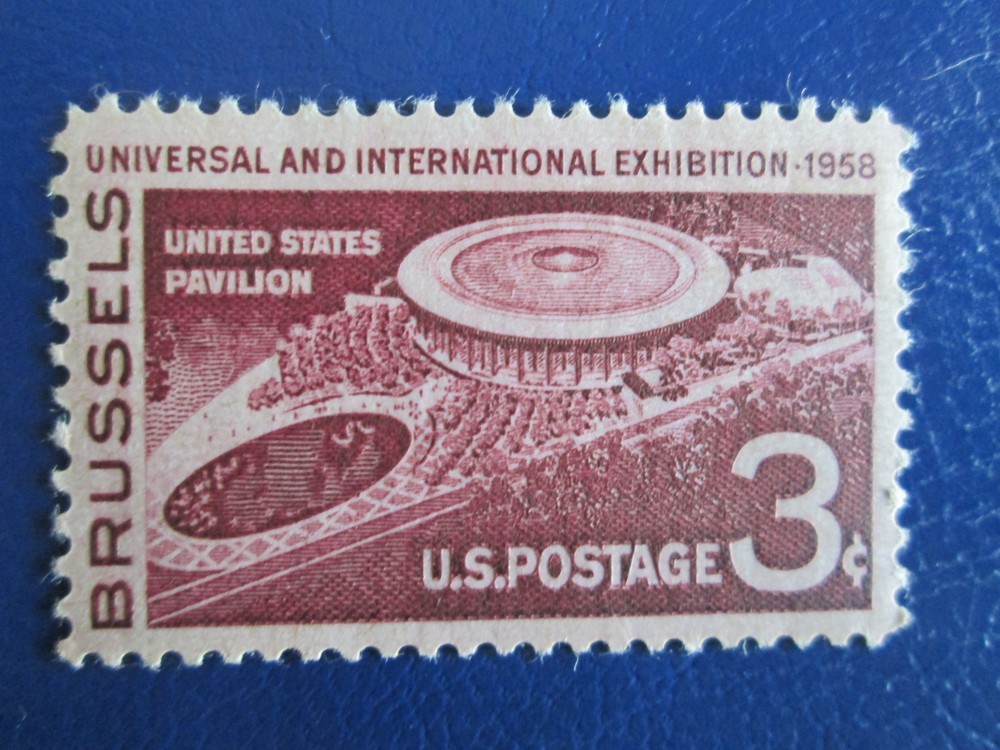 UNIVERSAL AND INTERNATIONAL EXHIBITION·1958
BRUSSELS
UNITED STATES
PAVILION
U.S.POSTAGE 3¢